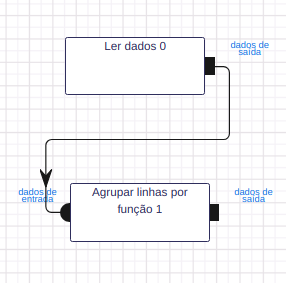 Ler dados 0
dados de
saída
dados de
entrada
Agrupar linhas por
função 1
dados de
saída